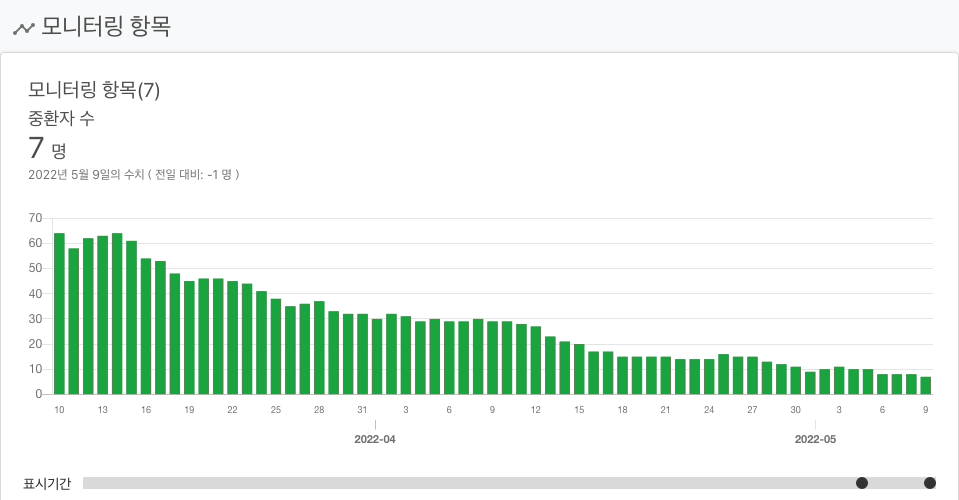 모니터링 항목
모니터링 항목(7)
중환자 수
7 명
2022년 5월 9일의 수치 ( 전일 대비: -1 명 )
70
60
50
40
30
20
10
0
10 13 16 19 22 25 28 31 3 6 9 12 15 18 21 24 27 30 3 6 9
2022-04 2022-05
표시기간